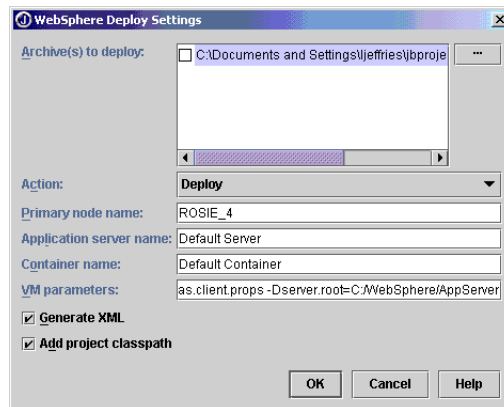 WebSphere Deploy Settings
Archive(s) to deploy:
C:\Documents and Settings\ljeffries\jbproje
...
Action:
Deploy
Primary node name:
ROSIE_4
Application server name:
Default Server
Container name:
Default Container
VM parameters:
as.client.props -Dserver.root=C:/WebSphere/AppServer
Generate XML
Add project classpath
OK
Cancel
Help